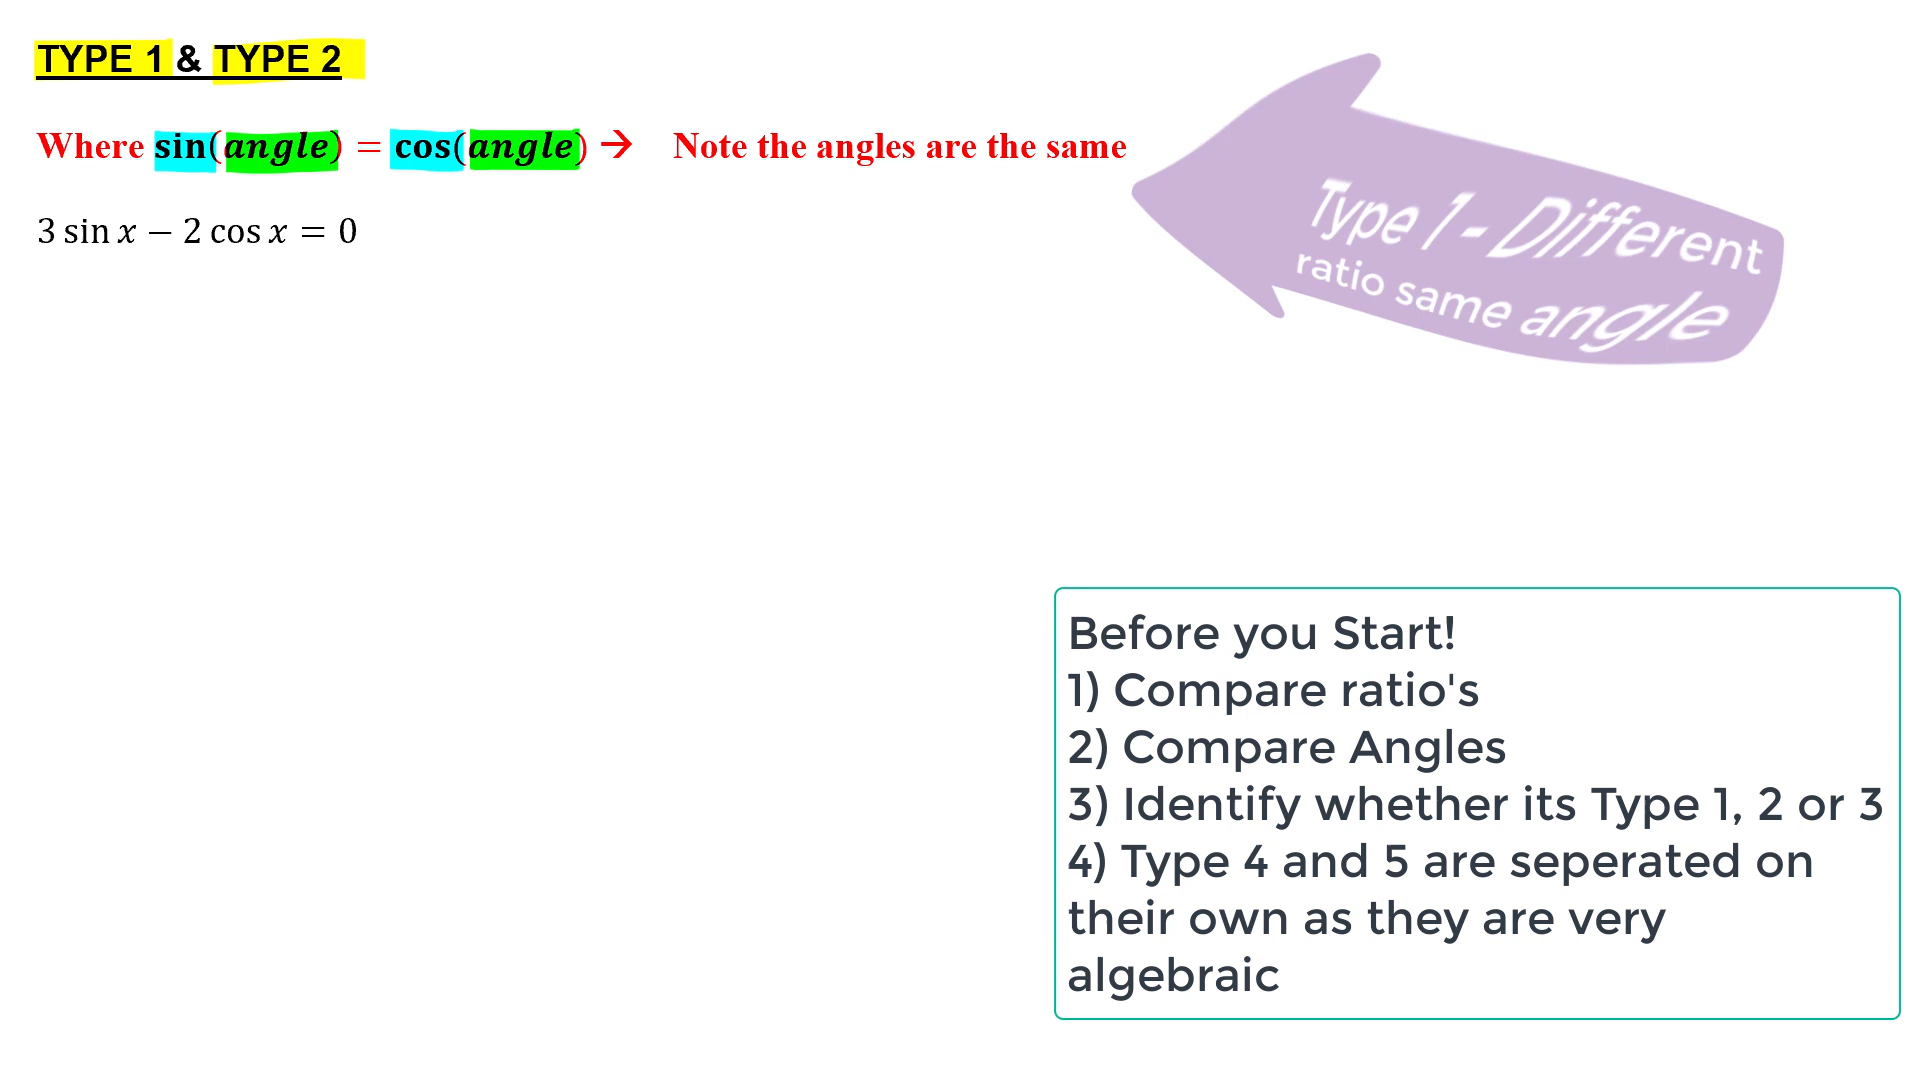 TYPE 1 & TYPE 2
Where sin(angle) = cos(angle) → Note the angles are the same
3 sin x − 2 cos x = 0
Type 1 - Different
ratio same angle
Before you Start!
1) Compare ratio's
2) Compare Angles
3) Identify whether its Type 1, 2 or 3
4) Type 4 and 5 are seperated on
their own as they are very
algebraic